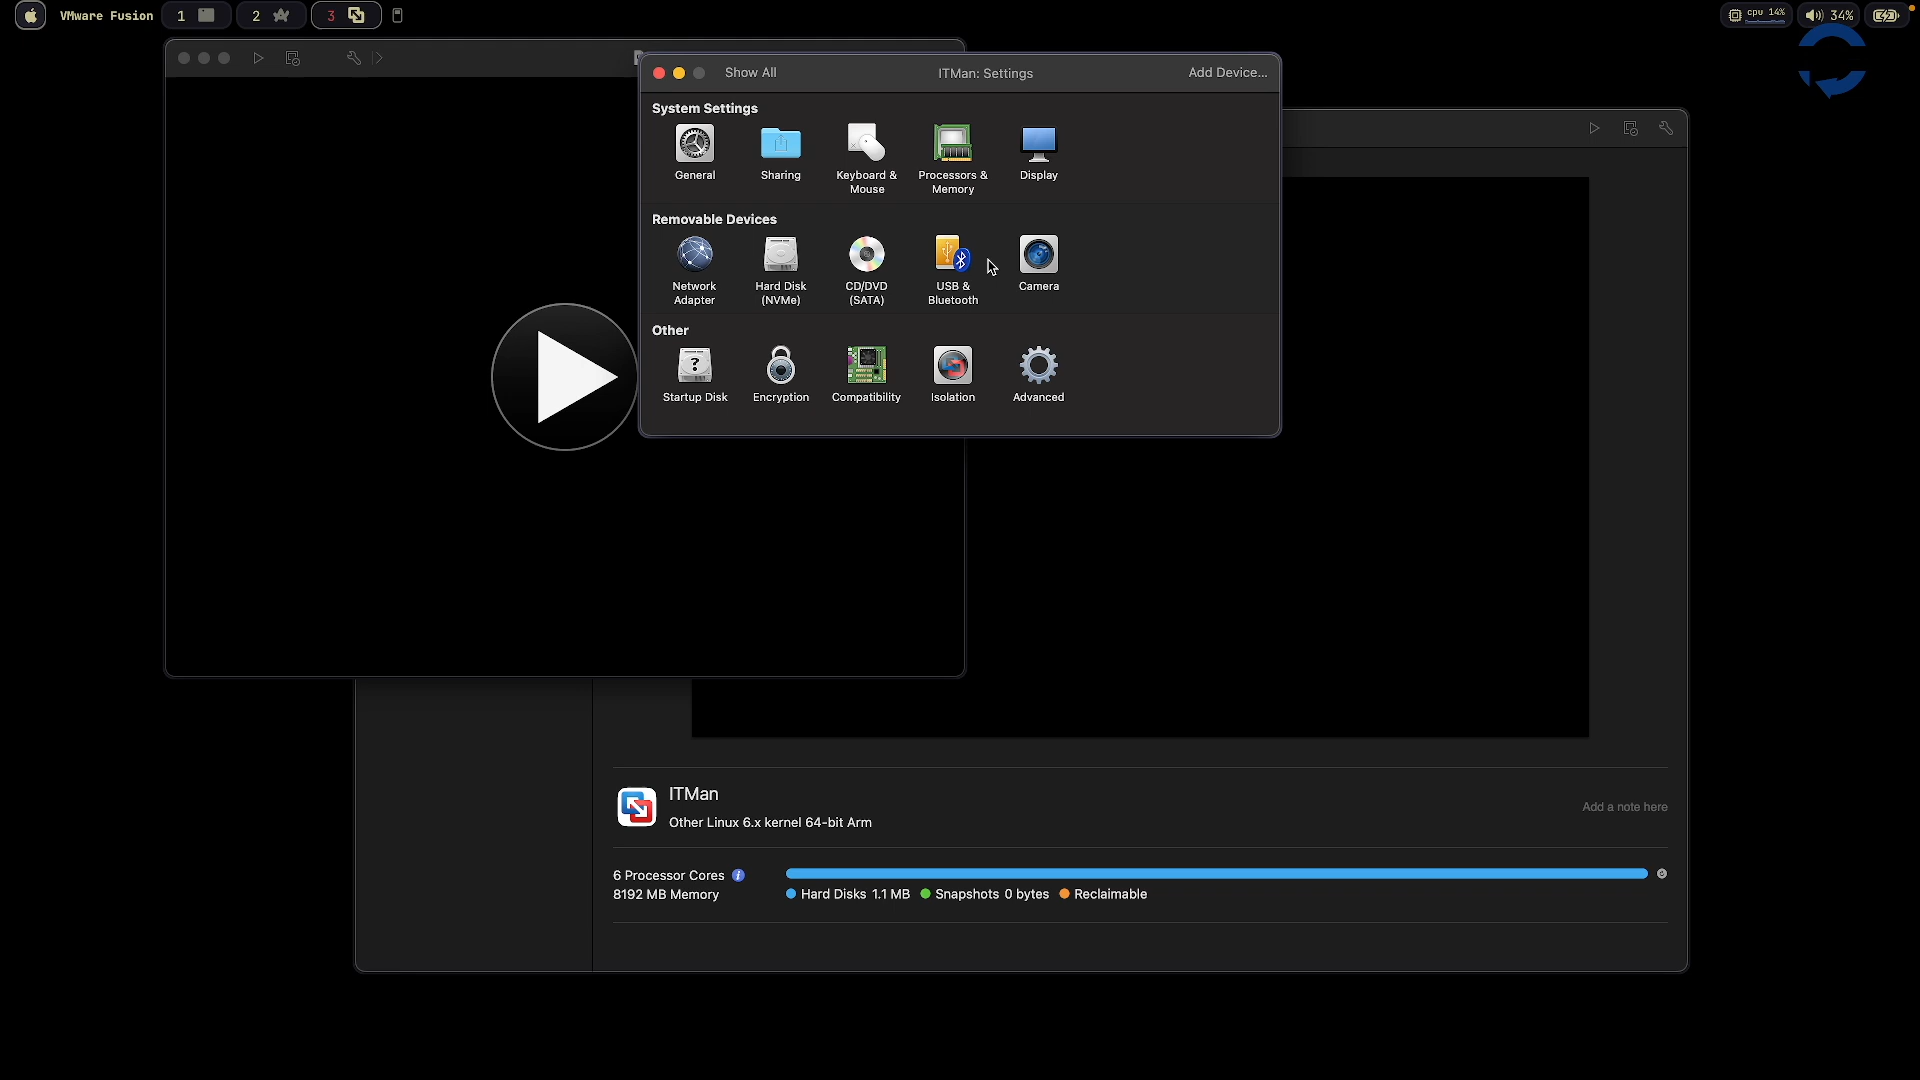 VMware Fusion
1
2
3
cpu 14%
34%
Show All
ITMan: Settings
Add Device...
System Settings
General
Sharing
Keyboard &
Mouse
Processors &
Memory
Display
Removable Devices
Network
Adapter
Hard Disk
(NVMe)
CD/DVD
(SATA)
USB &
Bluetooth
Camera
Other
Startup Disk
Encryption
Compatibility
Isolation
Advanced
ITMan
Other Linux 6.x kernel 64-bit Arm
Add a note here
6 Processor Cores
8192 MB Memory
Hard Disks 1.1 MB
Snapshots 0 bytes
Reclaimable